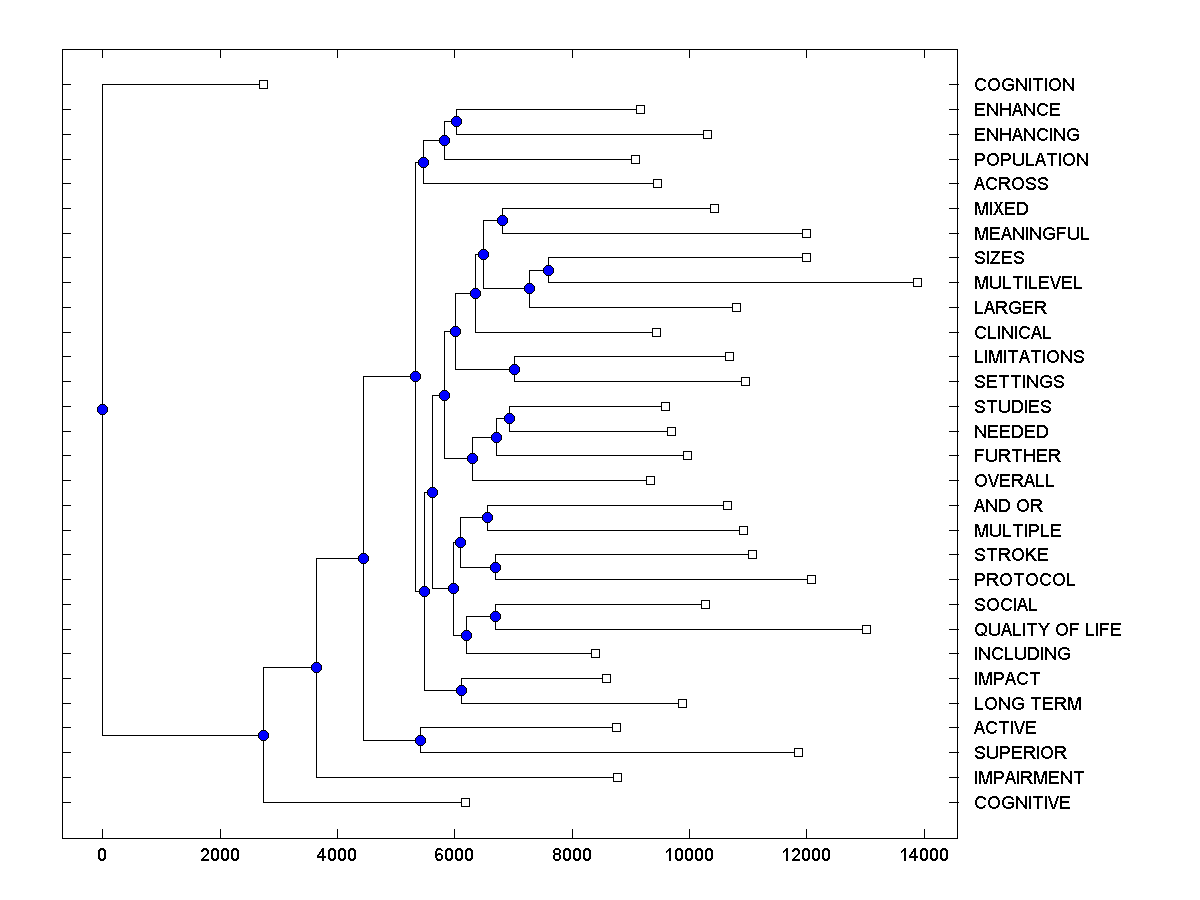 COGNITION
ENHANCE
ENHANCING
POPULATION
ACROSS
MIXED
MEANINGFUL
SIZES
MULTILEVEL
LARGER
CLINICAL
LIMITATIONS
SETTINGS
STUDIES
NEEDED
FURTHER
OVERALL
AND OR
MULTIPLE
STROKE
PROTOCOL
SOCIAL
QUALITY OF LIFE
INCLUDING
IMPACT
LONG TERM
ACTIVE
SUPERIOR
IMPAIRMENT
COGNITIVE
0 2000 4000 6000 8000 10000 12000 14000